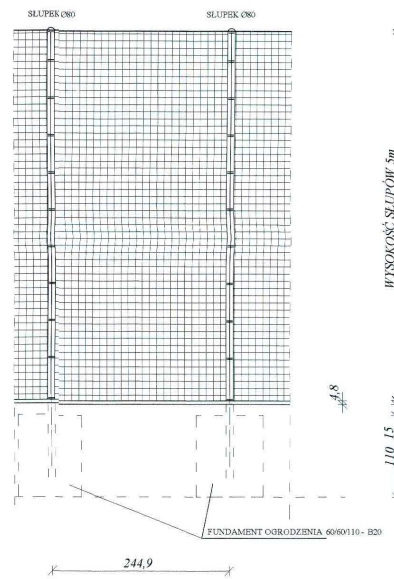 SŁUPEK Ø80
SŁUPEK Ø80
WYSOKOŚĆ SŁUPÓW 5m
4,8
110 15
FUNDAMENT OGRODZENIA 60/60/110 - B20
244,9